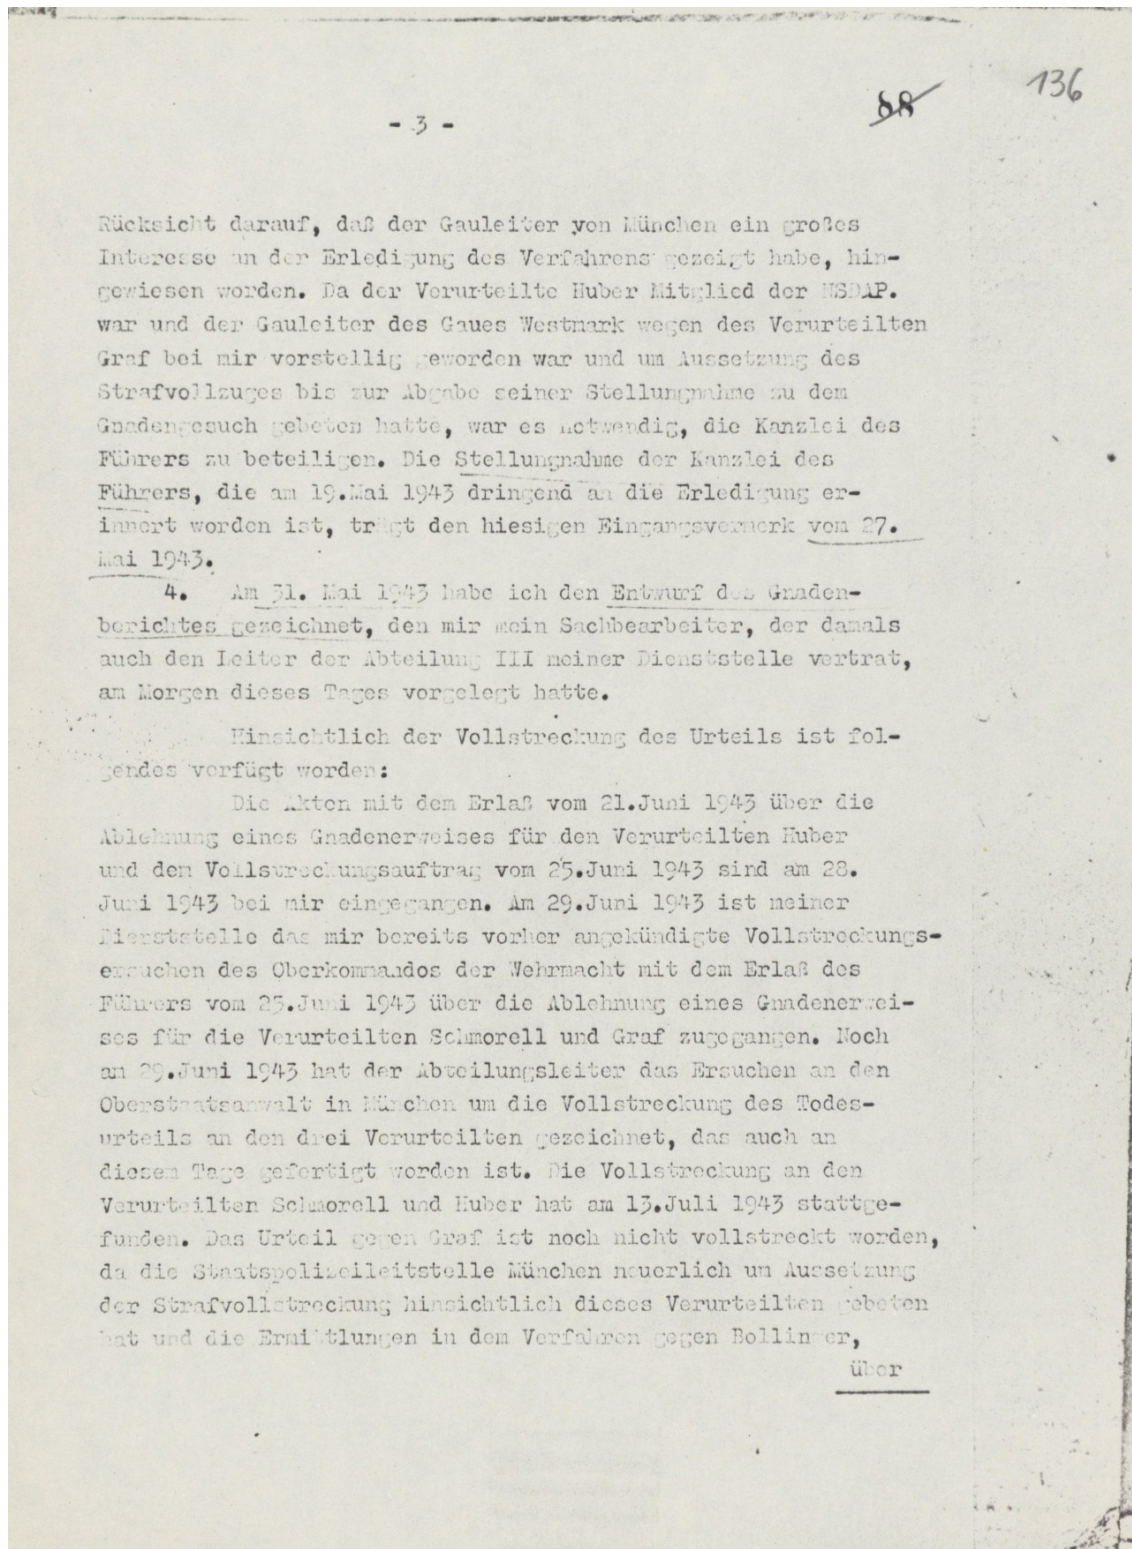 136
88
- 3 -
Rücksicht darauf, daß der Gauleiter von München ein großes
Interesse an der Erledigung des Verfahrens gezeigt habe, hin-
gewiesen worden. Da der Verurteilte Huber Mitglied der NSDAP.
war und der Gauleiter des Gaues Westmark wegen des Verurteilten
Graf bei mir vorstellig geworden war und um Aussetzung des
Strafvollzuges bis zur Abgabe seiner Stellungnahme zu dem
Gnadengesuch gebeten hatte, war es notwendig, die Kanzlei des
Führers zu beteiligen. Die Stellungnahme der Kanzlei des
Führers, die am 19.Mai 1943 dringend an die Erledigung er-
innert worden ist, trägt den hiesigen Eingangsvermerk vom 27.
Mai 1943.
4. Am 31. Mai 1943 habe ich den Entwurf des Gnaden-
berichtes gezeichnet, den mir mein Sachbearbeiter, der damals
auch den Leiter der Abteilung III meiner Dienststelle vertrat,
am Morgen dieses Tages vorgelegt hatte.
Hinsichtlich der Vollstreckung des Urteils ist fol-
gendes verfügt worden:
Die Akten mit dem Erlaß vom 21.Juni 1943 über die
Ablehnung eines Gnadenerweises für den Verurteilten Huber
und den Vollstreckungsauftrag vom 25.Juni 1943 sind am 28.
Juni 1943 bei mir eingegangen. Am 29.Juni 1943 ist meiner
Dienststelle das mir bereits vorher angekündigte Vollstreckungs-
ersuchen des Oberkommandos der Wehrmacht mit dem Erlaß des
Führers vom 25.Juni 1943 über die Ablehnung eines Gnadenerwei-
ses für die Verurteilten Schmorell und Graf zugegangen. Noch
am 29.Juni 1943 hat der Abteilungsleiter das Ersuchen an den
Oberstaatsanwalt in München um die Vollstreckung des Todes-
urteils an den drei Verurteilten gezeichnet, das auch an
diesem Tage gefertigt worden ist. Die Vollstreckung an den
Verurteilten Schmorell und Huber hat am 13.Juli 1943 stattge-
funden. Das Urteil gegen Graf ist noch nicht vollstreckt worden,
da die Staatspolizeileitstelle München neuerlich um Aussetzung
der Strafvollstreckung hinsichtlich dieses Verurteilten gebeten
hat und die Ermittlungen in dem Verfahren gegen Bollinger,
über